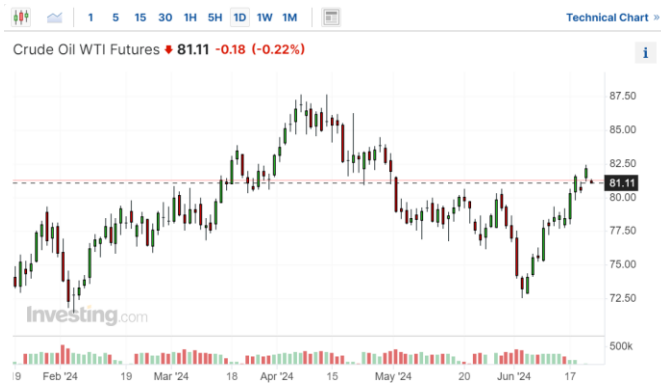 1 5 15 30 1H 5H 1D 1W 1M Technical Chart »
Crude Oil WTI Futures 81.11 -0.18 (-0.22%)
i
87.50
85.00
82.50
81.11
80.00
77.50
75.00
72.50
Investing.com
500k
19 Feb '24 19 Mar '24 18 Apr '24 15 May '24 20 Jun '24 17